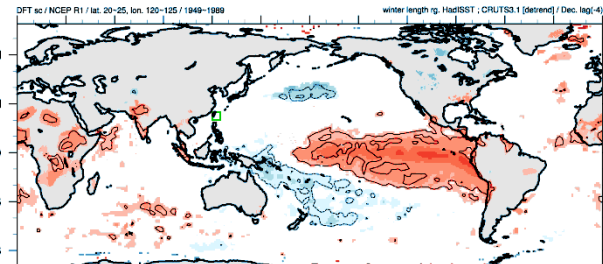 DFT sc / NCEP R1 / lat. 20-25, lon. 120-125 / 1949-1989
winter length rg. HadISST ; CRUTS3.1 [detrend] / Dec. lag(-4)